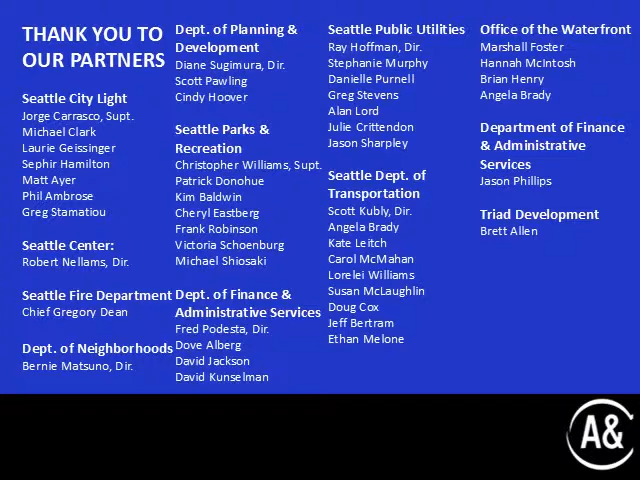 THANK YOU TO
OUR PARTNERS
Seattle City Light
Jorge Carrasco, Supt.
Michael Clark
Laurie Geissinger
Sephir Hamilton
Matt Ayer
Phil Ambrose
Greg Stamatiou
Seattle Center:
Robert Nellams, Dir.
Seattle Fire Department
Chief Gregory Dean
Dept. of Neighborhoods
Bernie Matsuno, Dir.
Dept. of Planning &
Development
Diane Sugimura, Dir.
Scott Pawling
Cindy Hoover
Seattle Parks &
Recreation
Christopher Williams, Supt.
Patrick Donohue
Kim Baldwin
Cheryl Eastberg
Frank Robinson
Victoria Schoenburg
Michael Shiosaki
Dept. of Finance &
Administrative Services
Fred Podesta, Dir.
Dove Alberg
David Jackson
David Kunselman
Seattle Public Utilities
Ray Hoffman, Dir.
Stephanie Murphy
Danielle Purnell
Greg Stevens
Alan Lord
Julie Crittendon
Jason Sharpley
Seattle Dept. of
Transportation
Scott Kubly, Dir.
Angela Brady
Kate Leitch
Carol McMahan
Lorelei Williams
Susan McLaughlin
Doug Cox
Jeff Bertram
Ethan Melone
Office of the Waterfront
Marshall Foster
Hannah McIntosh
Brian Henry
Angela Brady
Department of Finance
& Administrative
Services
Jason Phillips
Triad Development
Brett Allen
A&